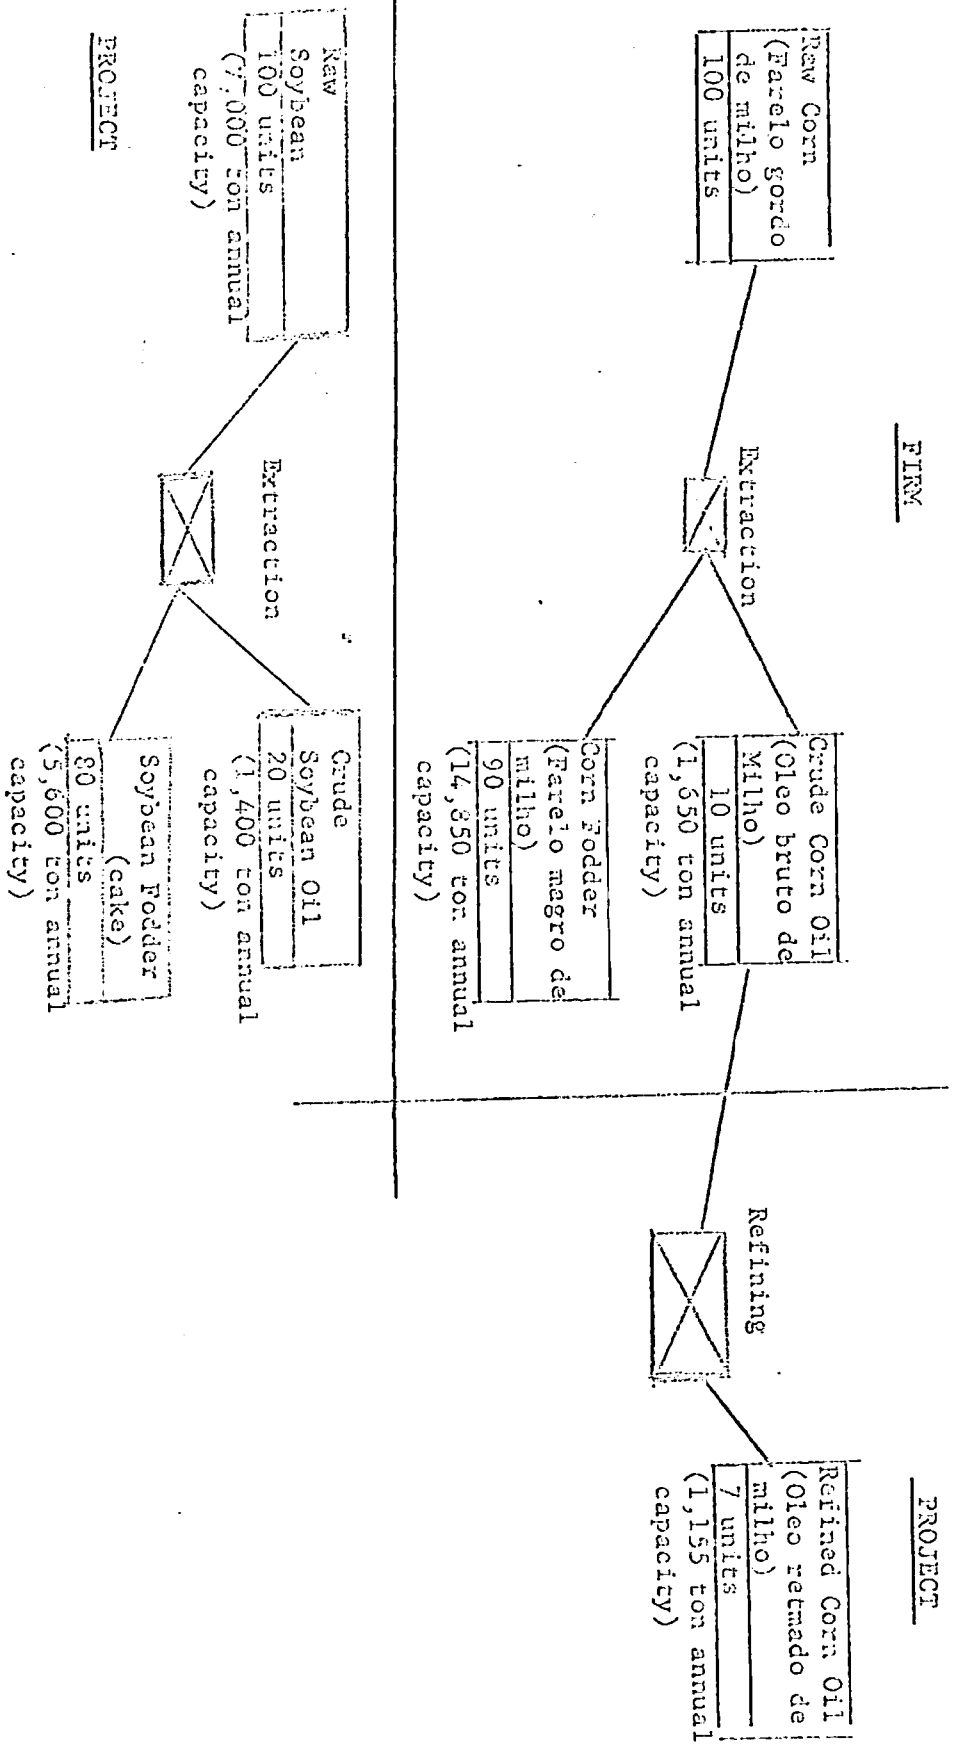 FIRM
PROJECT
Raw Corn
(Farelo gordo
de milho)
100 units
Extraction
Crude Corn Oil
(Oleo bruto de
Milho)
10 units
(1,650 ton annual
capacity)
Corn Fodder
(Farelo magro de
milho)
90 units
(14,850 ton annual
capacity)
Refining
Refined Corn Oil
(Oleo retmado de
milho)
7 units
(1,155 ton annual
capacity)
Raw
Soybean
100 units
(7,000 ton annual
capacity)
Extraction
Crude
Soybean Oil
20 units
(1,400 ton annual
capacity)
Soybean Fodder
(cake)
80 units
(5,600 ton annual
capacity)
PROJECT